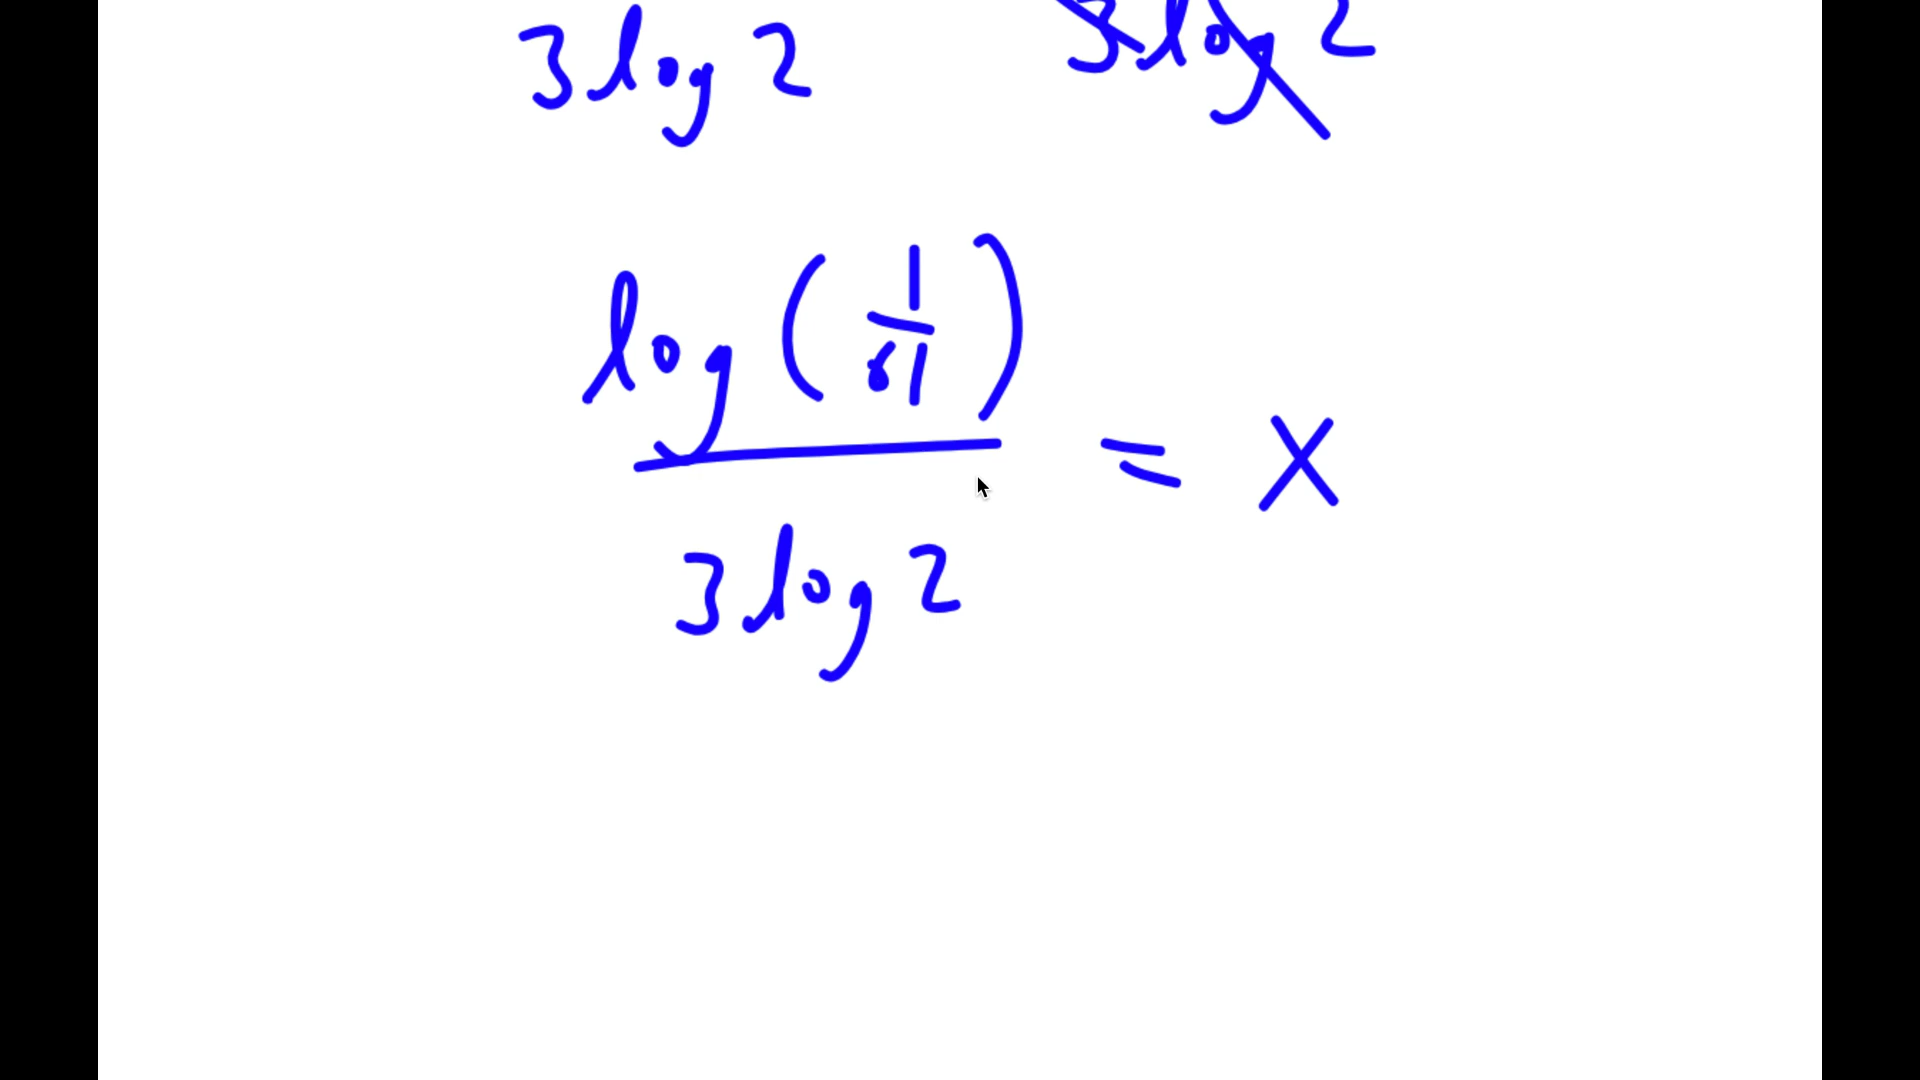 3 log 2 3 log 2
log ( 1/81 ) / 3 log 2 = x